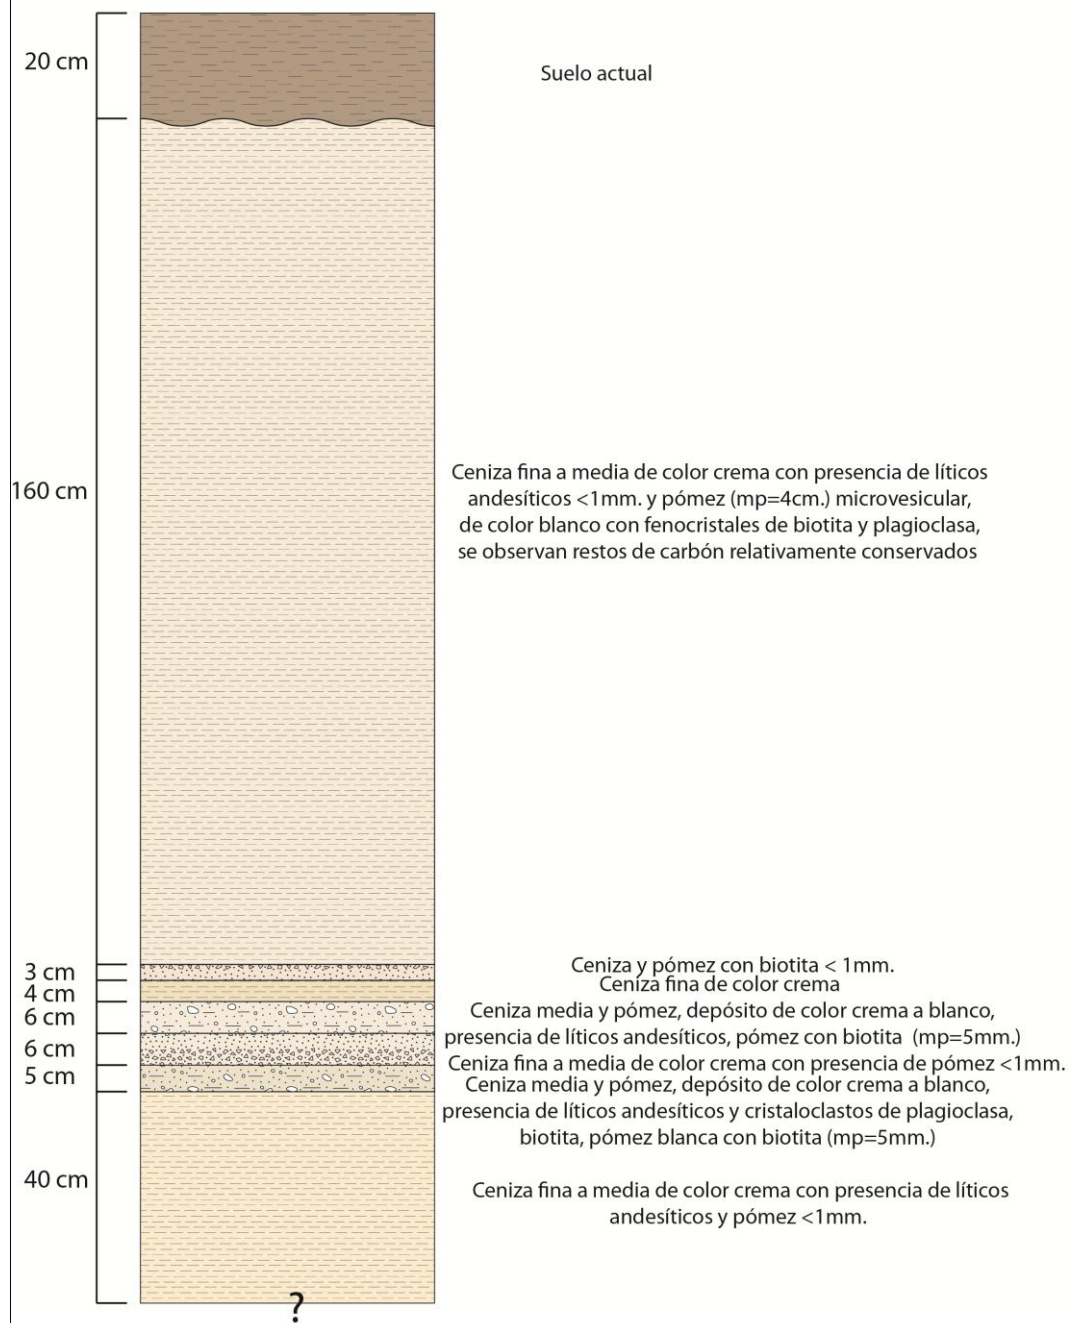 20 cm
Suelo actual
160 cm
Ceniza fina a media de color crema con presencia de líticos
andesíticos <1mm. y pómez (mp=4cm.) microvesicular,
de color blanco con fenocristales de biotita y plagioclasa,
se observan restos de carbón relativamente conservados
3 cm
Ceniza y pómez con biotita < 1mm.
4 cm
Ceniza fina de color crema
6 cm
Ceniza media y pómez, depósito de color crema a blanco,
presencia de líticos andesíticos, pómez con biotita (mp=5mm.)
6 cm
Ceniza fina a media de color crema con presencia de pómez <1mm.
5 cm
Ceniza media y pómez, depósito de color crema a blanco,
presencia de líticos andesíticos y cristaloclastos de plagioclasa,
biotita, pómez blanca con biotita (mp=5mm.)
40 cm
Ceniza fina a media de color crema con presencia de líticos
andesíticos y pómez <1mm.
?